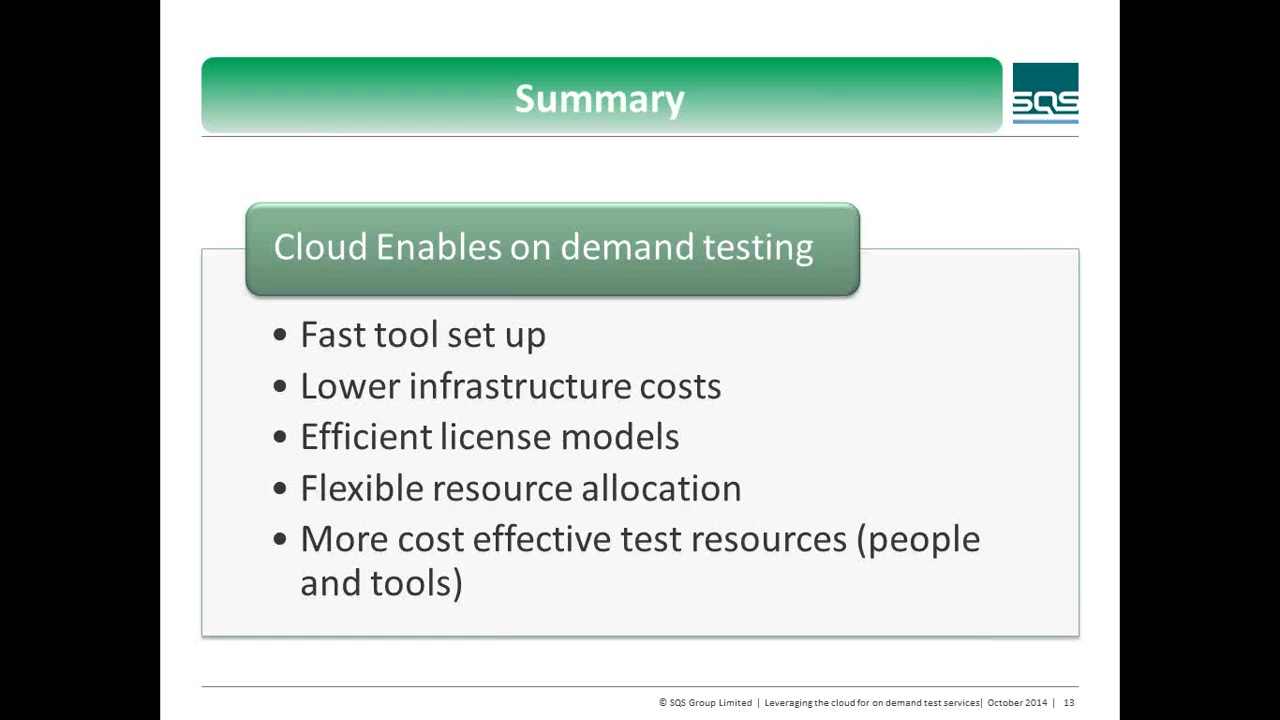 Summary
SQS
Cloud Enables on demand testing
• Fast tool set up
• Lower infrastructure costs
• Efficient license models
• Flexible resource allocation
• More cost effective test resources (people
and tools)
© SQS Group Limited | Leveraging the cloud for on demand test services| October 2014 | 13